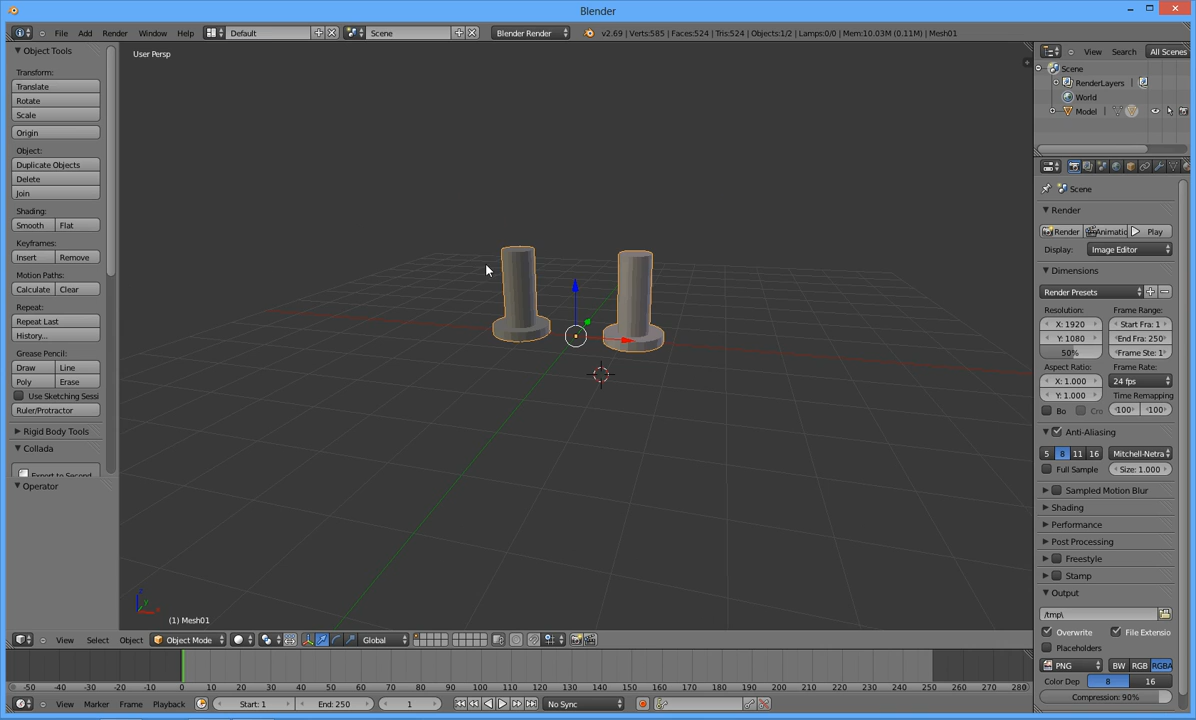 Blender
File Add Render Window Help Default Scene Blender Render v2.69 | Verts:585 | Faces:524 | Tris:524 | Objects:1/2 | Lamps:0/0 | Mem:10.03M (0.11M) | Mesh01
Object Tools
Transform:
Translate
Rotate
Scale
Origin
Object:
Duplicate Objects
Delete
Join
Shading:
Smooth Flat
Keyframes:
Insert Remove
Motion Paths:
Calculate Clear
Repeat:
Repeat Last
History...
Grease Pencil:
Draw Line
Poly Erase
Use Sketching Sessi
Ruler/Protractor
Rigid Body Tools
Collada
Export to Second
Operator
User Persp
(1) Mesh01
View Select Object Object Mode Global
View Search All Scenes
Scene
RenderLayers
World
Model
Scene
Render
Render Animatic Play
Display: Image Editor
Dimensions
Render Presets
Resolution: Frame Range:
X: 1920 Start Fra: 1
Y: 1080 End Fra: 250
50% Frame Ste: 1
Aspect Ratio: Frame Rate:
X: 1.000 24 fps
Y: 1.000 Time Remapping
Bo Cro 100 100
Anti-Aliasing
5 8 11 16 Mitchell-Netra
Full Sample Size: 1.000
Sampled Motion Blur
Shading
Performance
Post Processing
Freestyle
Stamp
Output
/tmp\
Overwrite File Extensio
Placeholders
PNG BW RGB RGBA
Color Dep 8 16
Compression: 90%
-50 -40 -30 -20 -10 0 10 20 30 40 50 60 70 80 90 100 110 120 130 140 150 160 170 180 190 200 210 220 230 240 250 260 270 280
View Marker Frame Playback Start: 1 End: 250 1 No Sync
x y z